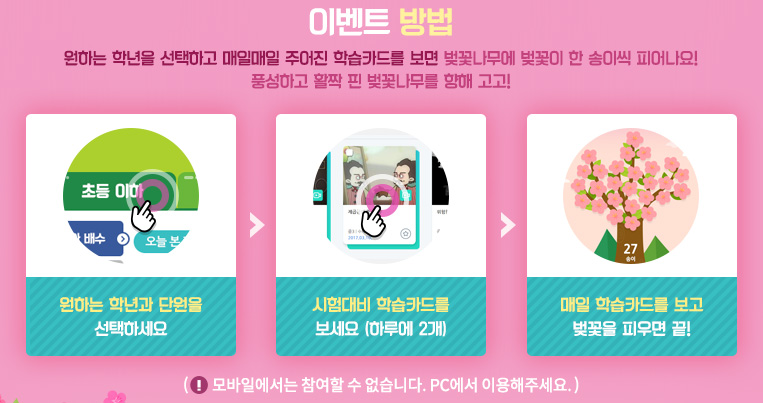 이벤트 방법
원하는 학년을 선택하고 매일매일 주어진 학습카드를 보면 벚꽃나무에 벚꽃이 한 송이씩 피어나요!
풍성하고 활짝 핀 벚꽃나무를 향해 고고!
초등 이하
배수
오늘 본
27
송이
원하는 학년과 단원을
선택하세요
시험대비 학습카드를
보세요 (하루에 2개)
매일 학습카드를 보고
벚꽃을 피우면 끝!
( ! 모바일에서는 참여할 수 없습니다. PC에서 이용해주세요. )